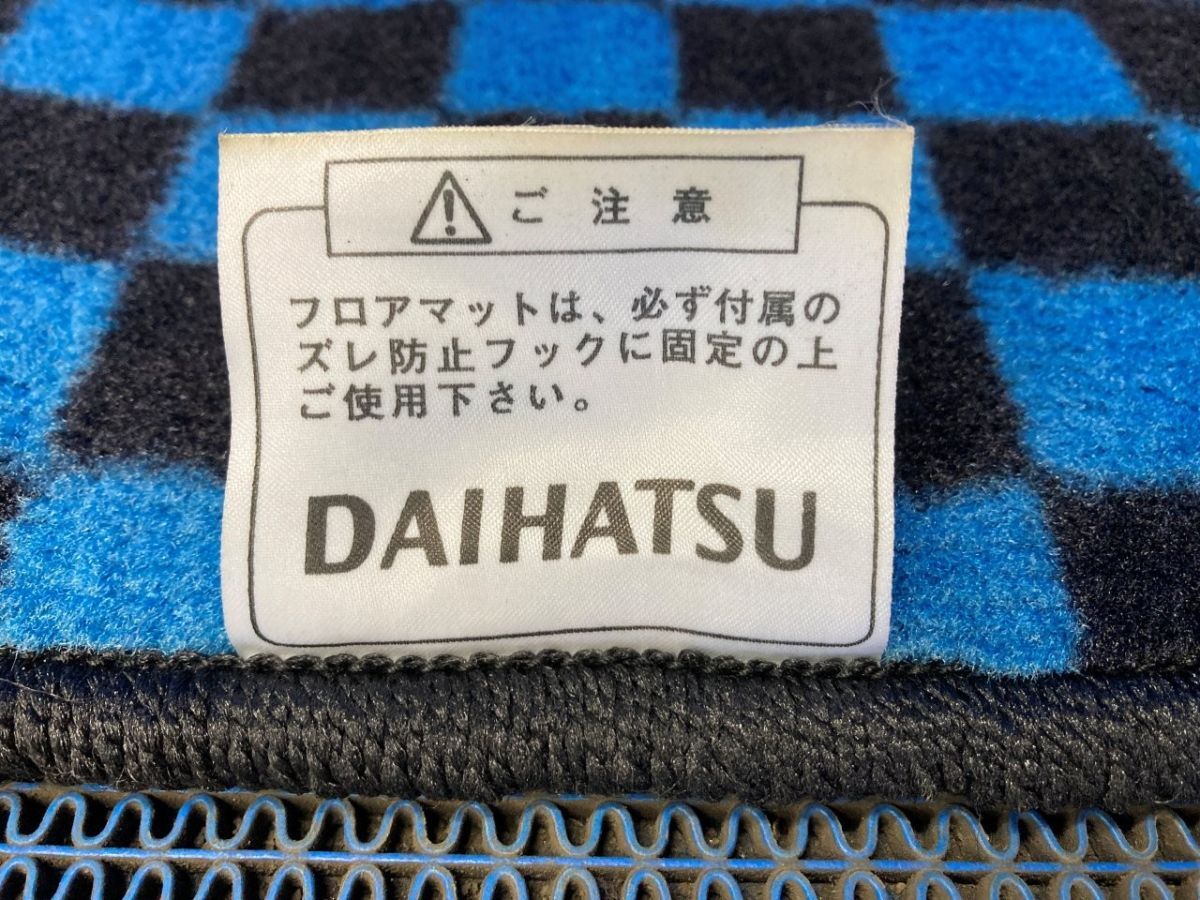 ご注意
フロアマットは、必ず付属の
ズレ防止フックに固定の上
ご使用下さい。
DAIHATSU